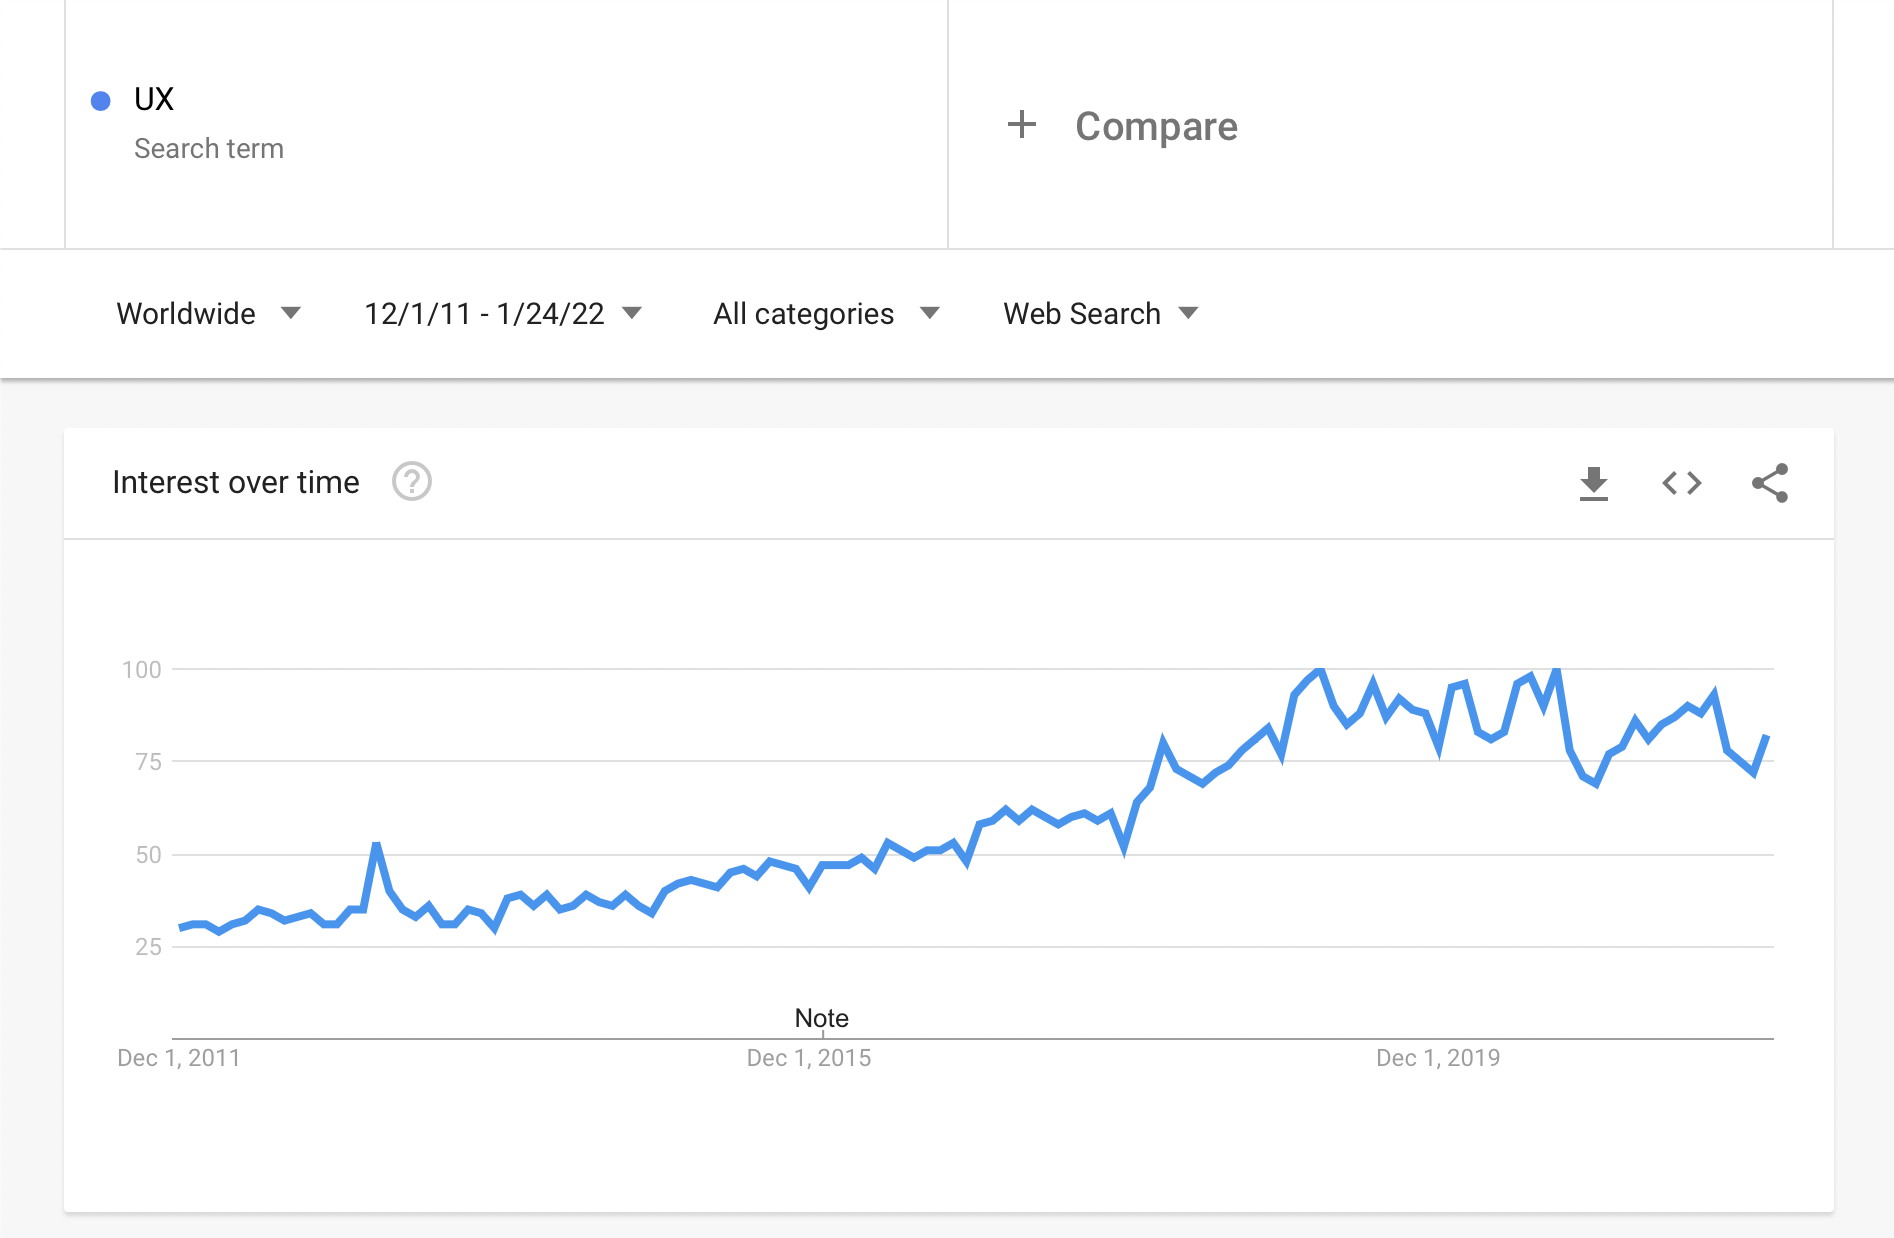 UX
Search term
+ Compare
Worldwide 12/1/11 - 1/24/22 All categories Web Search
Interest over time ?
100
75
50
25
Note
Dec 1, 2011 Dec 1, 2015 Dec 1, 2019